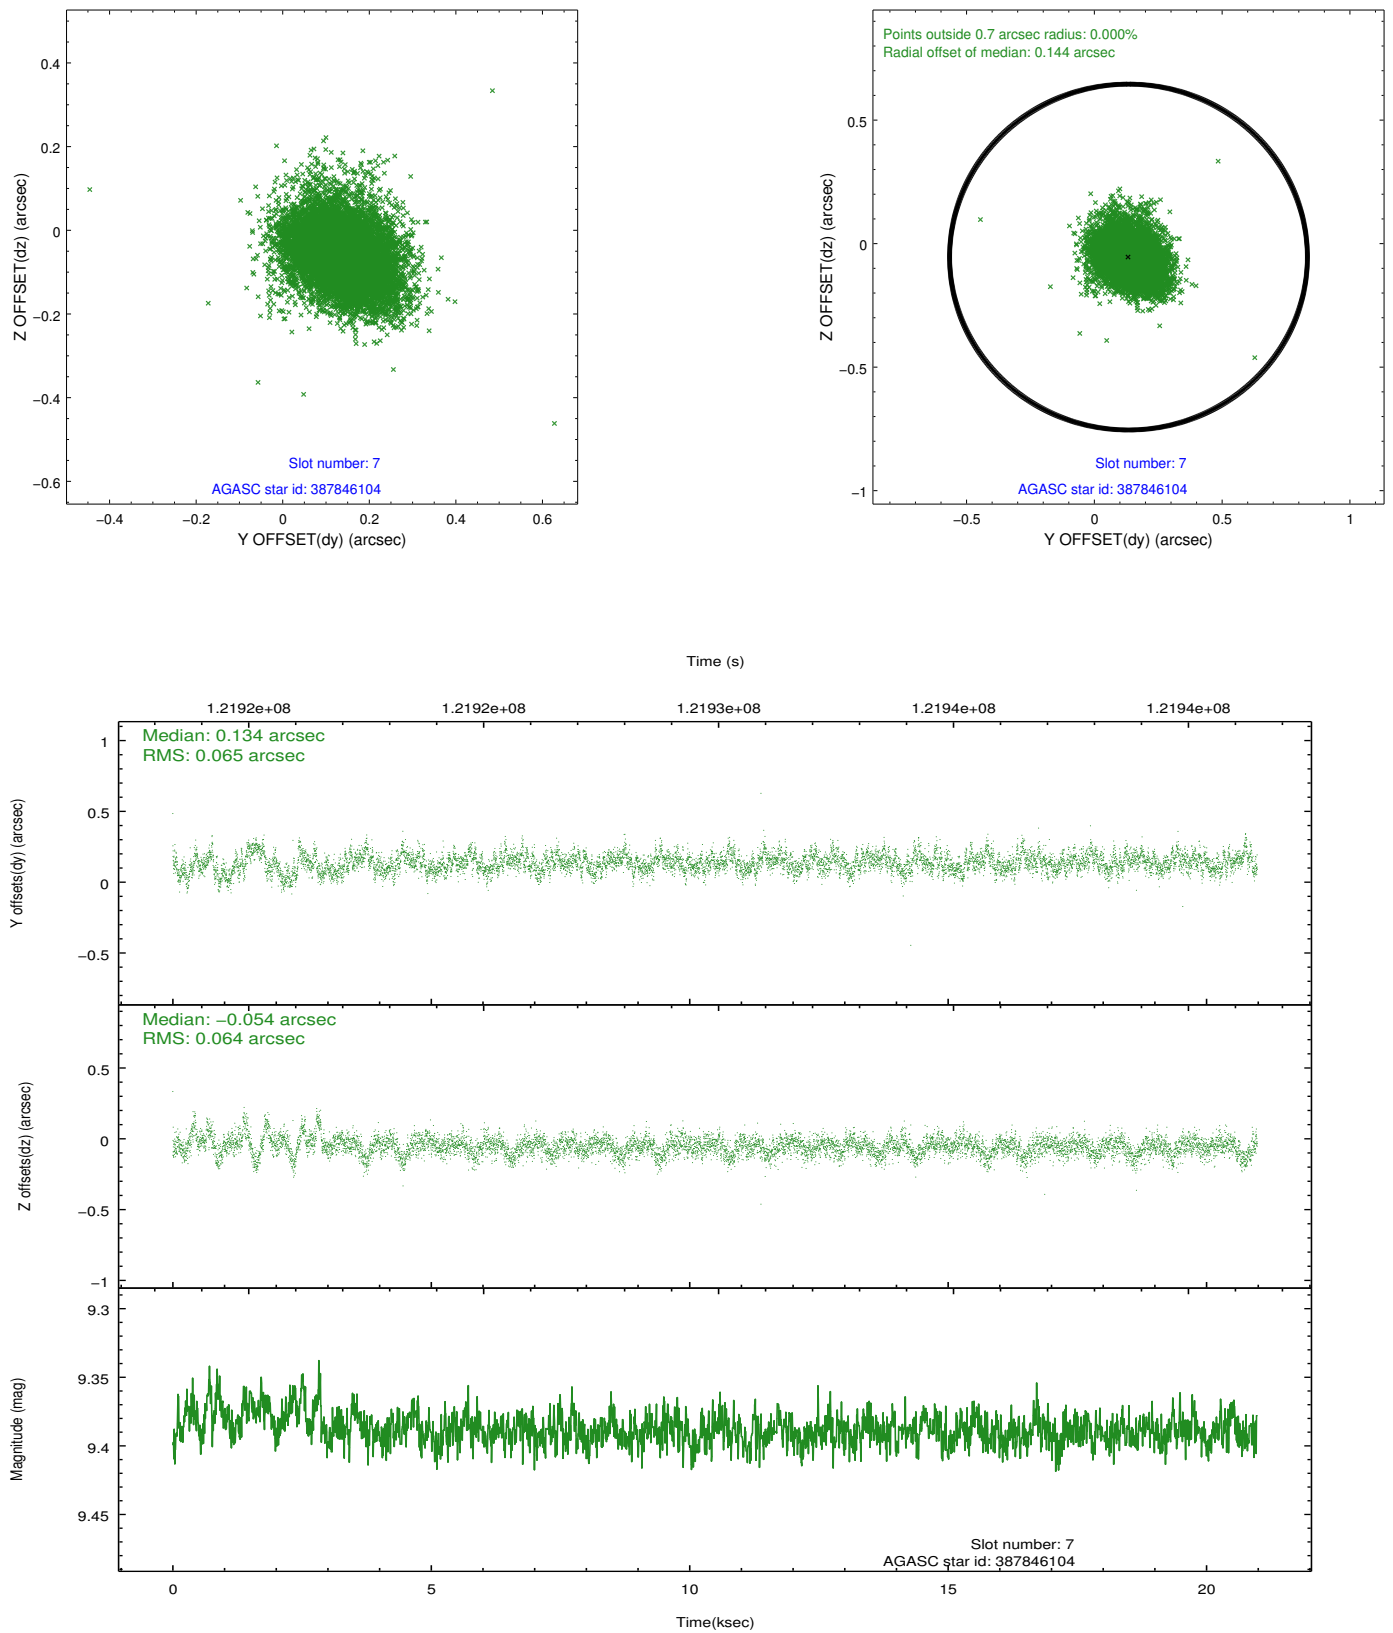 0.4
0.2
0
−0.2
−0.4
−0.6
Z OFFSET(dz) (arcsec)
Slot number: 7
AGASC star id: 387846104
−0.4 −0.2 0 0.2 0.4 0.6
Y OFFSET(dy) (arcsec)
Points outside 0.7 arcsec radius: 0.000%
Radial offset of median: 0.144 arcsec
0.5
0
−0.5
−1
Z OFFSET(dz) (arcsec)
Slot number: 7
AGASC star id: 387846104
−0.5 0 0.5 1
Y OFFSET(dy) (arcsec)
Time (s)
1.2192e+08 1.2192e+08 1.2193e+08 1.2194e+08 1.2194e+08
Median: 0.134 arcsec
RMS: 0.065 arcsec
1
0.5
0
−0.5
Y offsets(dy) (arcsec)
Median: −0.054 arcsec
RMS: 0.064 arcsec
0.5
0
−0.5
−1
Z offsets(dz) (arcsec)
9.3
9.35
9.4
9.45
Magnitude (mag)
Slot number: 7
AGASC star id: 387846104
0 5 10 15 20
Time(ksec)